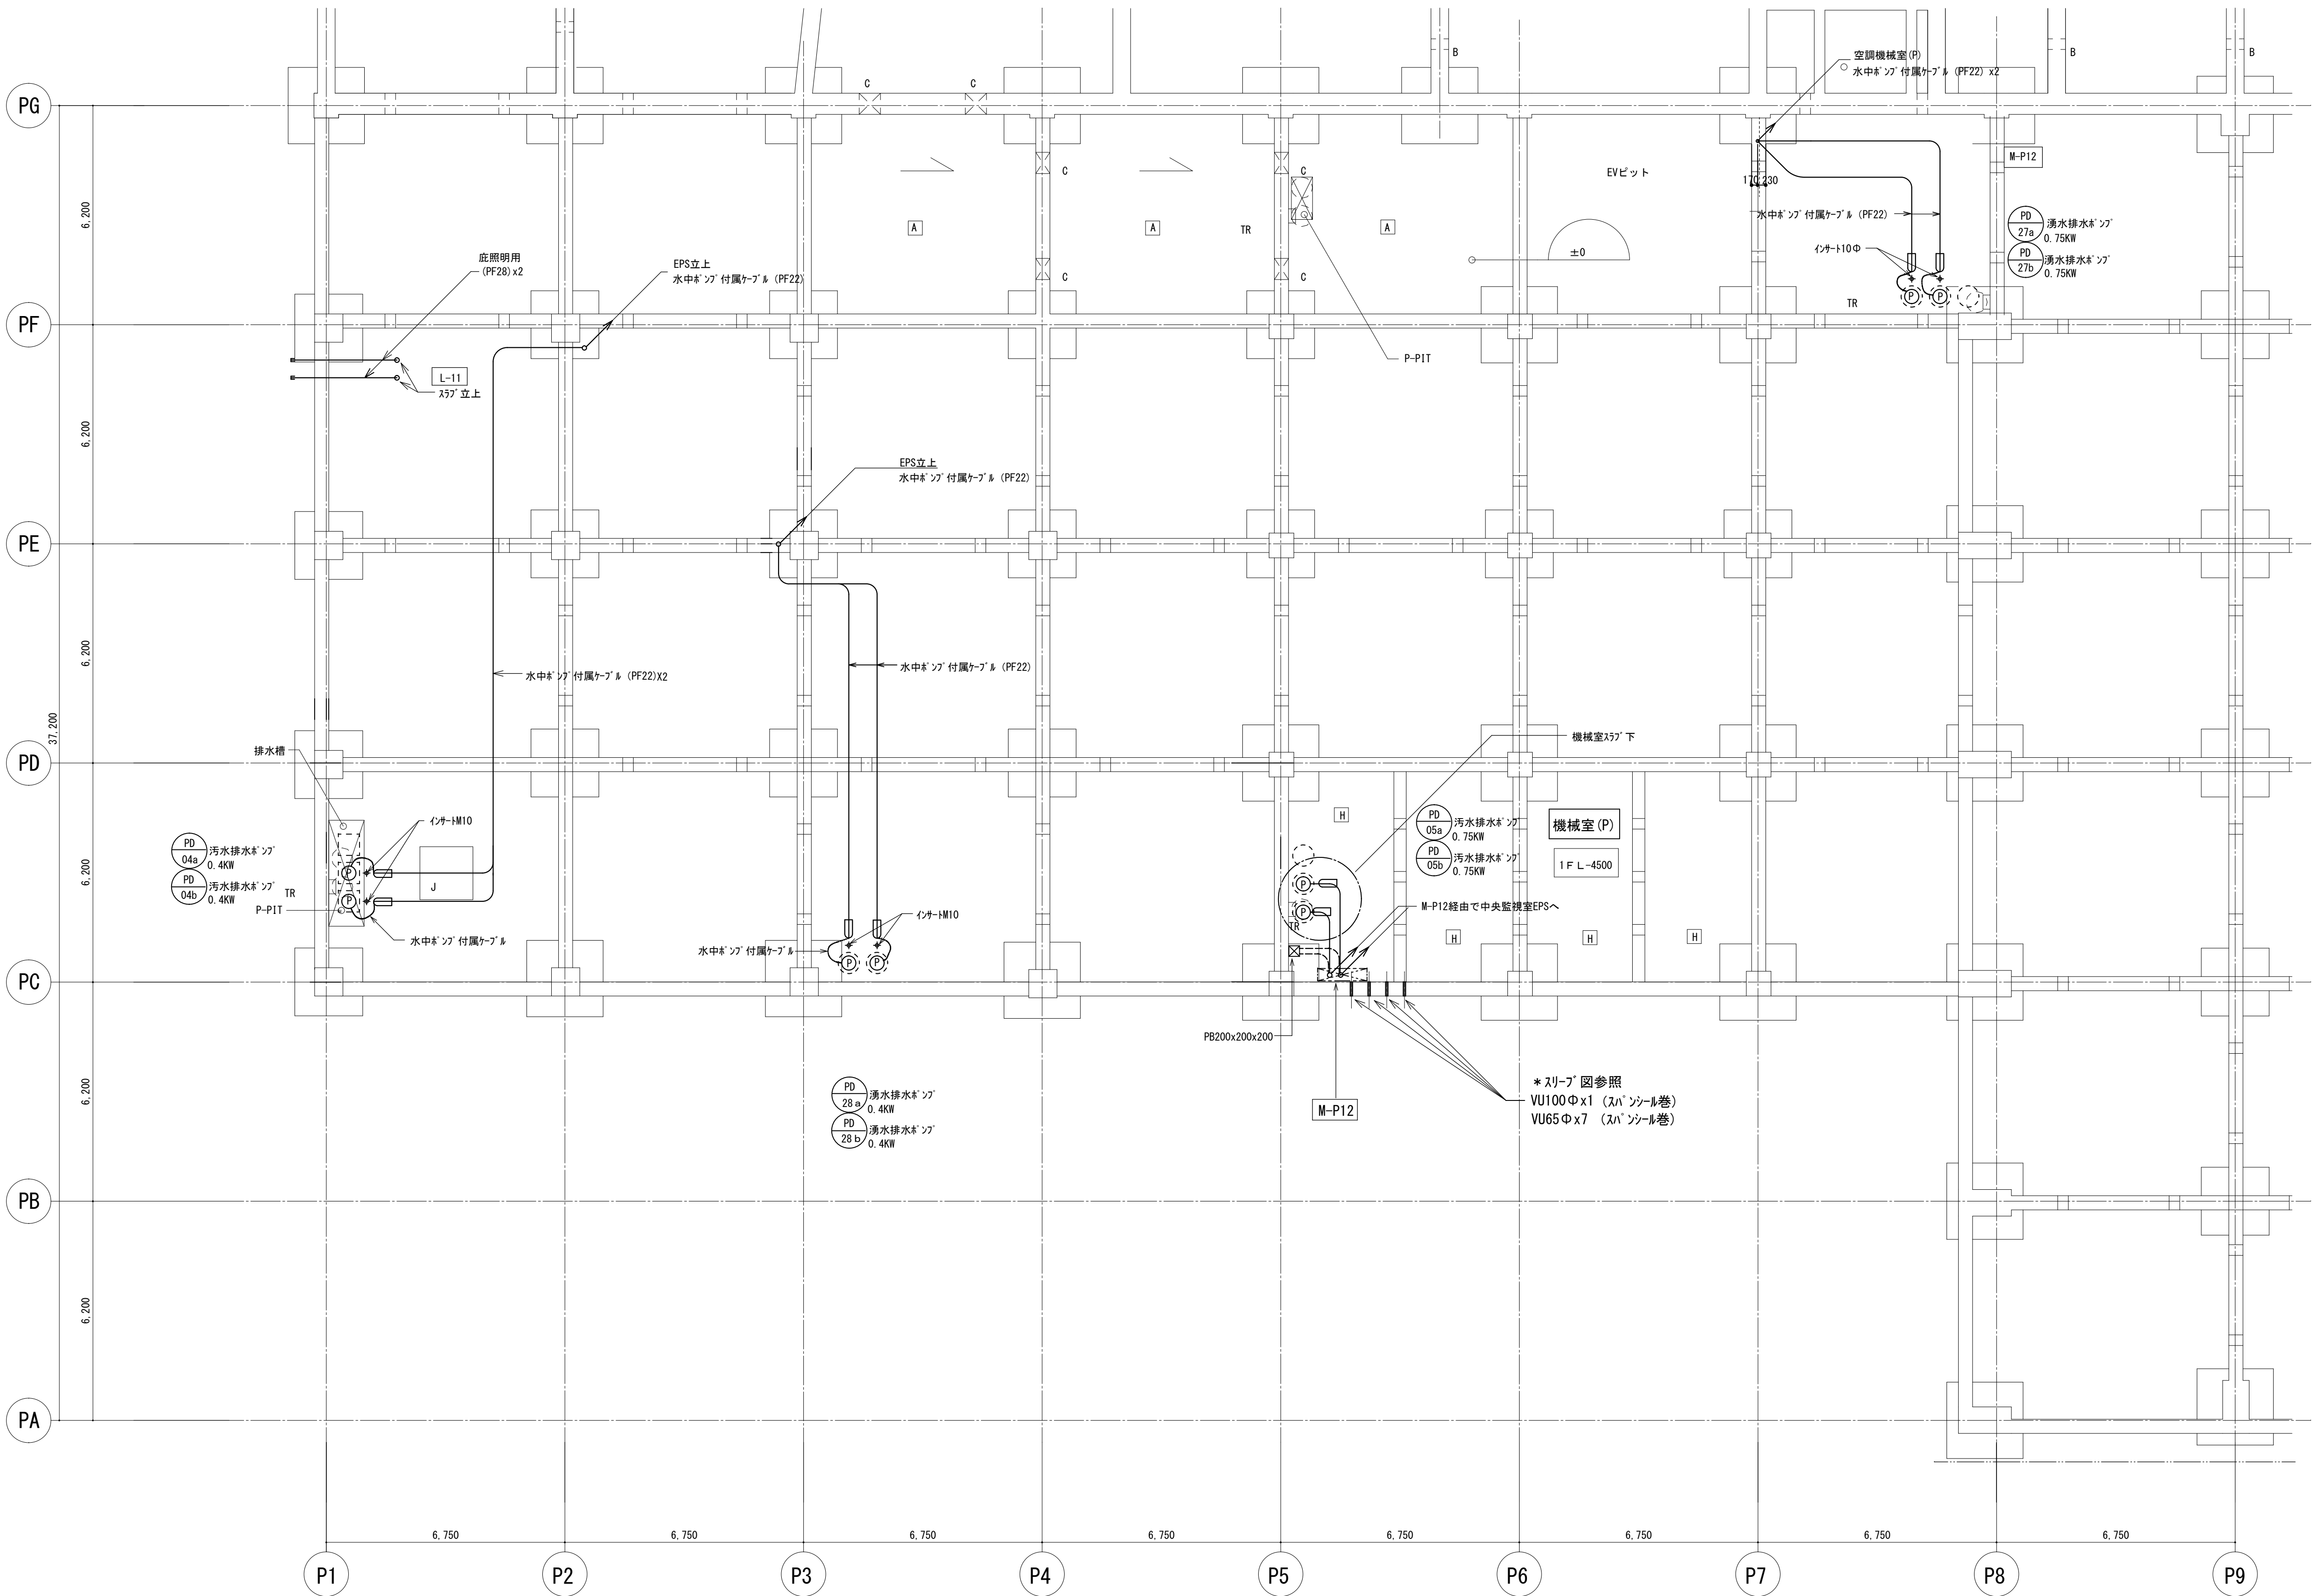 B
B
B
空調機械室(P)
水中ポンプ付属ケーブル (PF22) x2
C
C
PG
M-P12
C
C
EVピット
170
230
6,200
水中ポンプ付属ケーブル (PF22)
PD
27a
湧水排水ポンプ
0.75KW
A
A
TR
A
±0
インサート10Φ
PD
27b
湧水排水ポンプ
0.75KW
庇照明用
(PF28) x2
EPS立上
水中ポンプ付属ケーブル (PF22)
C
C
TR
PF
P-PIT
L-11
スラブ立上
6,200
EPS立上
水中ポンプ付属ケーブル (PF22)
PE
6,200
水中ポンプ付属ケーブル (PF22)X2
水中ポンプ付属ケーブル (PF22)
37,200
排水槽
機械室スラブ下
PD
インサートM10
H
PD
05a
汚水排水ポンプ
0.75KW
機械室(P)
PD
04a
汚水排水ポンプ
0.4KW
PD
05b
汚水排水ポンプ
0.75KW
1FL-4500
6,200
J
PD
04b
汚水排水ポンプ
0.4KW
TR
P-PIT
P
P
P
P
P
P
P
P
M-P12経由で中央監視室EPSへ
インサートM10
TR
水中ポンプ付属ケーブル
水中ポンプ付属ケーブル
H
H
H
PC
PB200x200x200
6,200
PD
28a
湧水排水ポンプ
0.4KW
PD
28b
湧水排水ポンプ
0.4KW
M-P12
*スリーブ図参照
VU100Φx1 (スパンシール巻)
VU65Φx7 (スパンシール巻)
PB
6,200
PA
6,750
6,750
6,750
6,750
6,750
6,750
6,750
6,750
P1
P2
P3
P4
P5
P6
P7
P8
P9